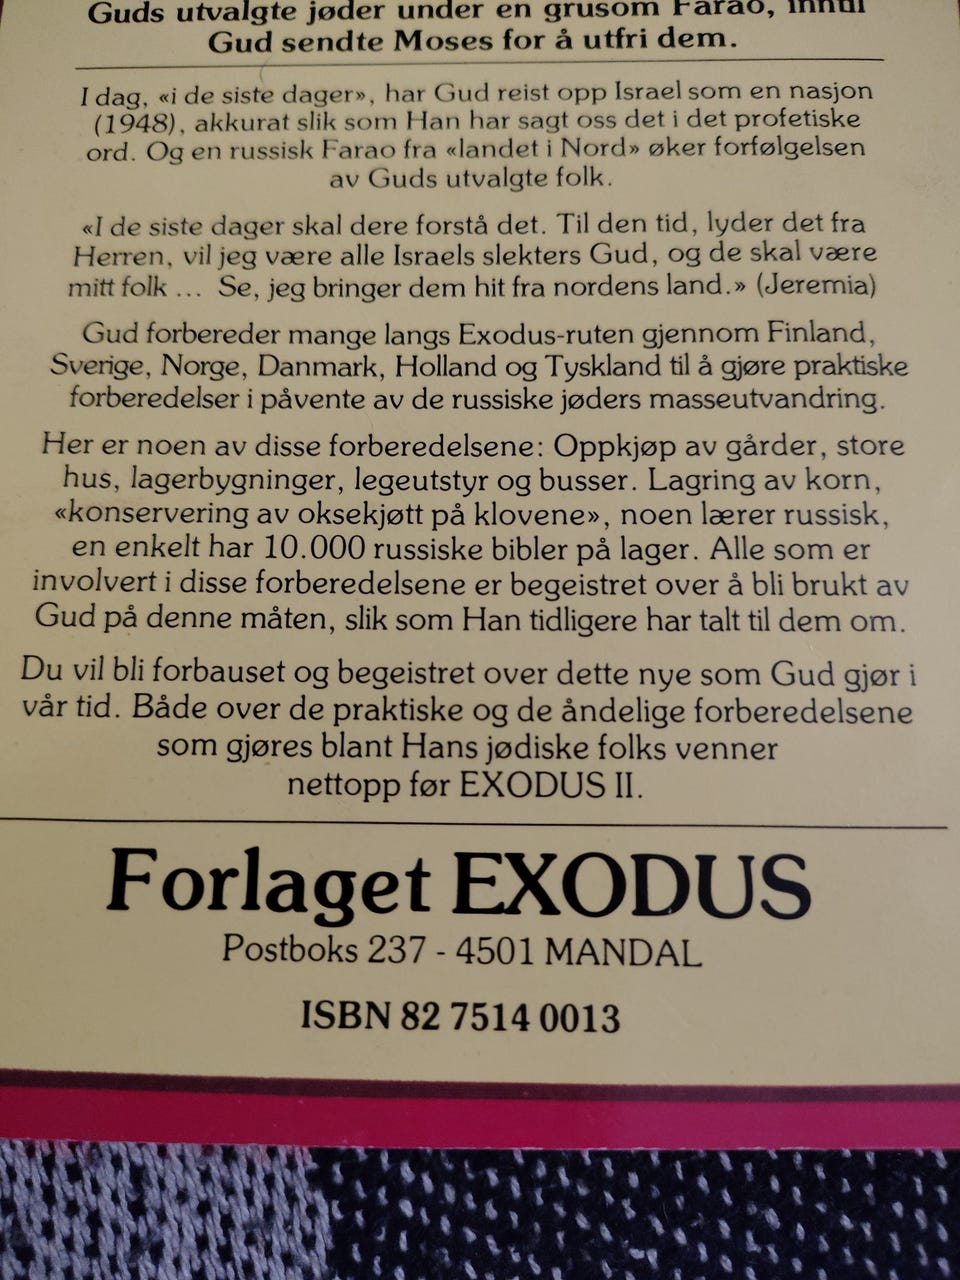 Guds utvalgte jøder under en grusom Farao, inntil
Gud sendte Moses for å utfri dem.
I dag, «i de siste dager», har Gud reist opp Israel som en nasjon
(1948), akkurat slik som Han har sagt oss det i det profetiske
ord. Og en russisk Farao fra «landet i Nord» øker forfølgelsen
av Guds utvalgte folk.
«I de siste dager skal dere forstå det. Til den tid, lyder det fra
Herren, vil jeg være alle Israels slekters Gud, og de skal være
mitt folk ... Se, jeg bringer dem hit fra nordens land.» (Jeremia)
Gud forbereder mange langs Exodus-ruten gjennom Finland,
Sverige, Norge, Danmark, Holland og Tyskland til å gjøre praktiske
forberedelser i påvente av de russiske jøders masseutvandring.
Her er noen av disse forberedelsene: Oppkjøp av gårder, store
hus, lagerbygninger, legeutstyr og busser. Lagring av korn,
«konservering av oksekjøtt på klovene», noen lærer russisk,
en enkelt har 10.000 russiske bibler på lager. Alle som er
involvert i disse forberedelsene er begeistret over å bli brukt av
Gud på denne måten, slik som Han tidligere har talt til dem om.
Du vil bli forbauset og begeistret over dette nye som Gud gjør i
vår tid. Både over de praktiske og de åndelige forberedelsene
som gjøres blant Hans jødiske folks venner
nettopp før EXODUS II.
Forlaget EXODUS
Postboks 237 - 4501 MANDAL
ISBN 82 7514 0013